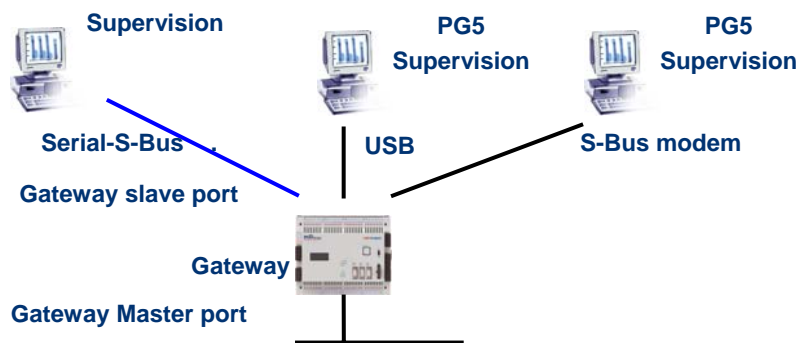 Supervision
PG5
Supervision
PG5
Supervision
Serial-S-Bus .
USB
S-Bus modem
Gateway slave port
Gateway
Gateway Master port